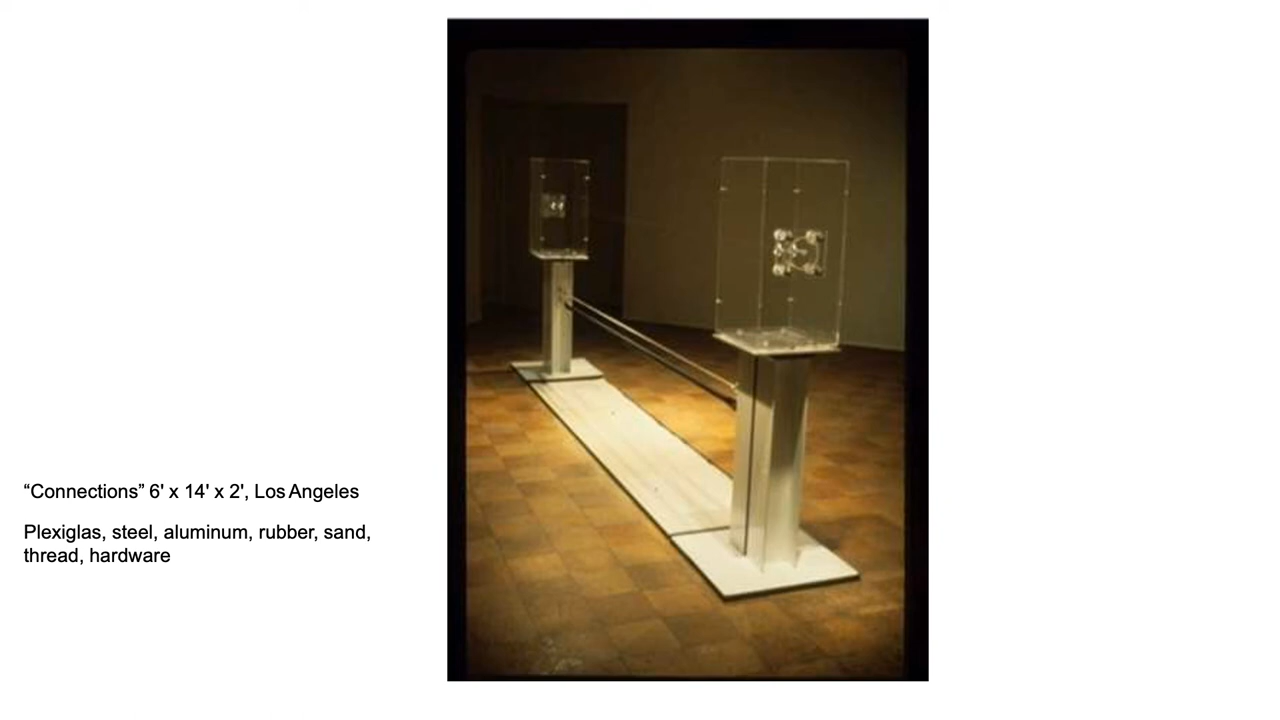 “Connections” 6' x 14' x 2', Los Angeles
Plexiglas, steel, aluminum, rubber, sand,
thread, hardware